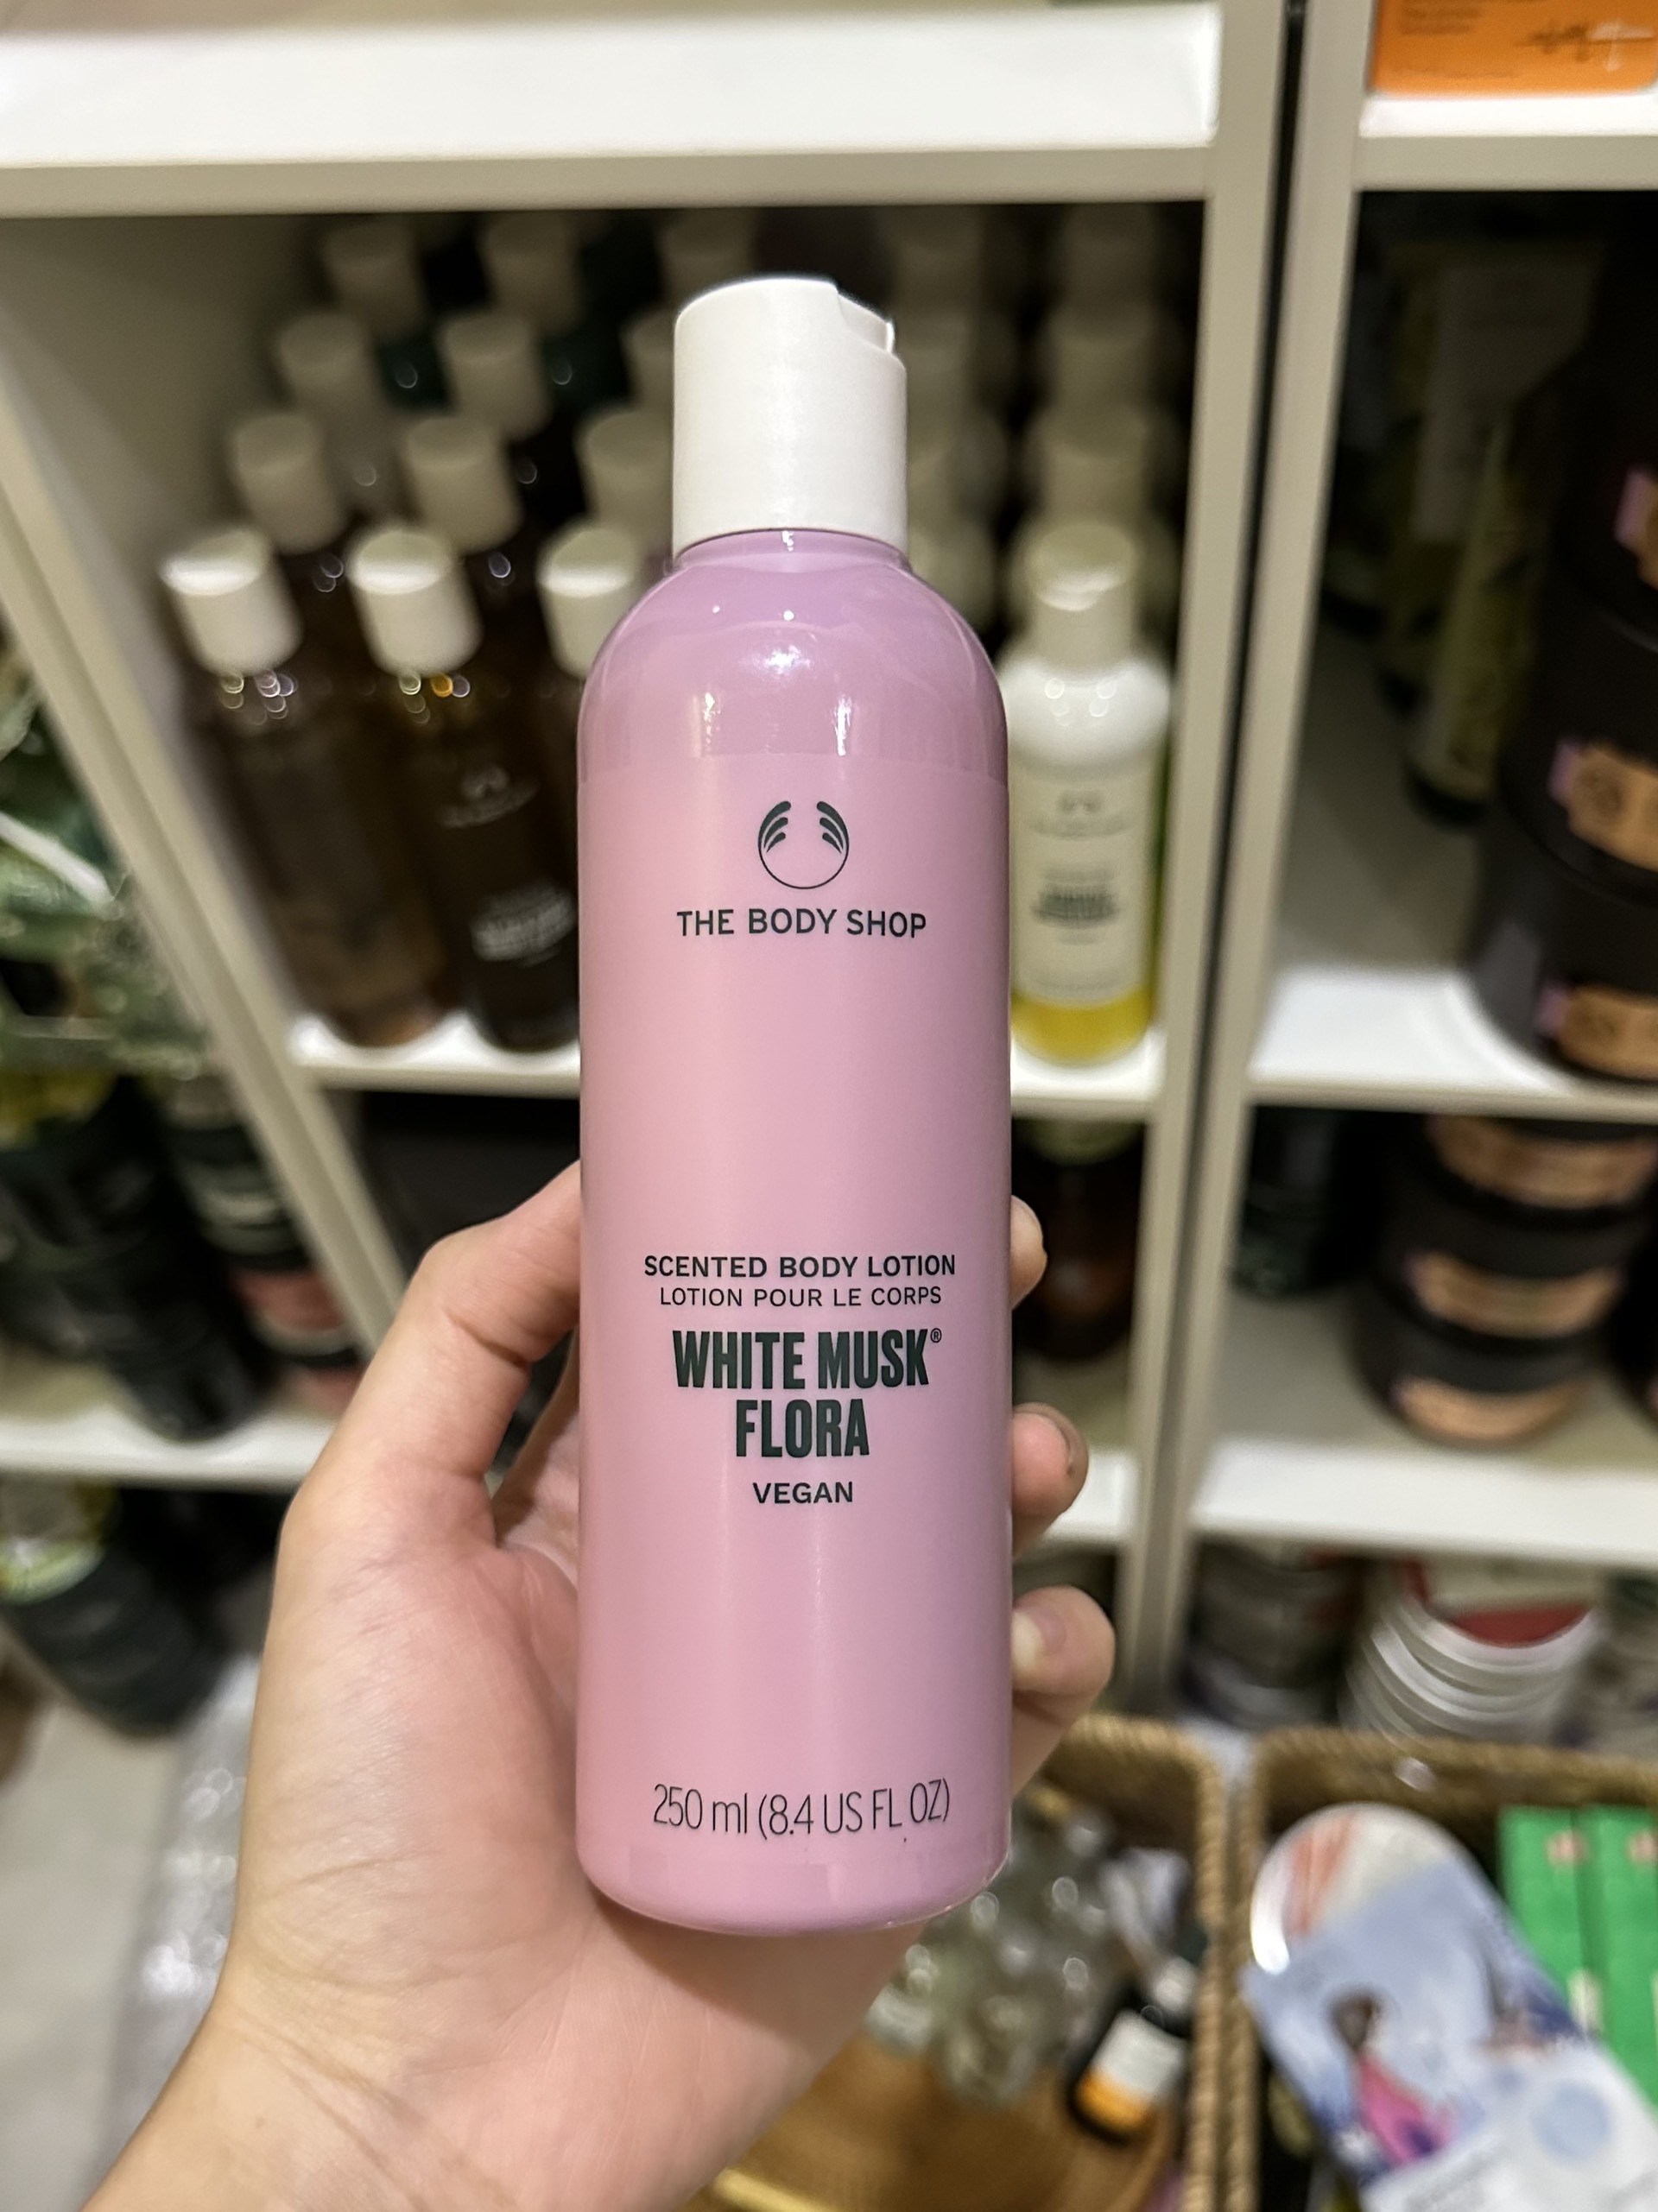 THE BODY SHOP
SCENTED BODY LOTION
LOTION POUR LE CORPS
WHITE MUSK®
FLORA
VEGAN
250 ml (8.4 US FL OZ)